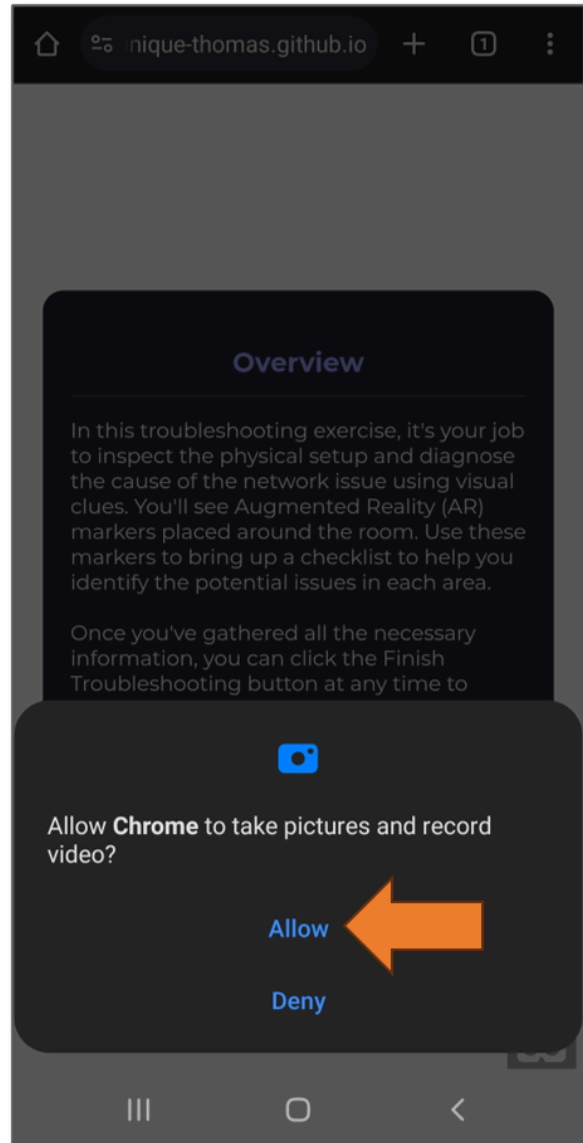 nique-thomas.github.io
1
Overview
In this troubleshooting exercise, it's your job
to inspect the physical setup and diagnose
the cause of the network issue using visual
clues. You'll see Augmented Reality (AR)
markers placed around the room. Use these
markers to bring up a checklist to help you
identify the potential issues in each area.
Once you've gathered all the necessary
information, you can click the Finish
Troubleshooting button at any time to
Allow Chrome to take pictures and record
video?
Allow
Deny